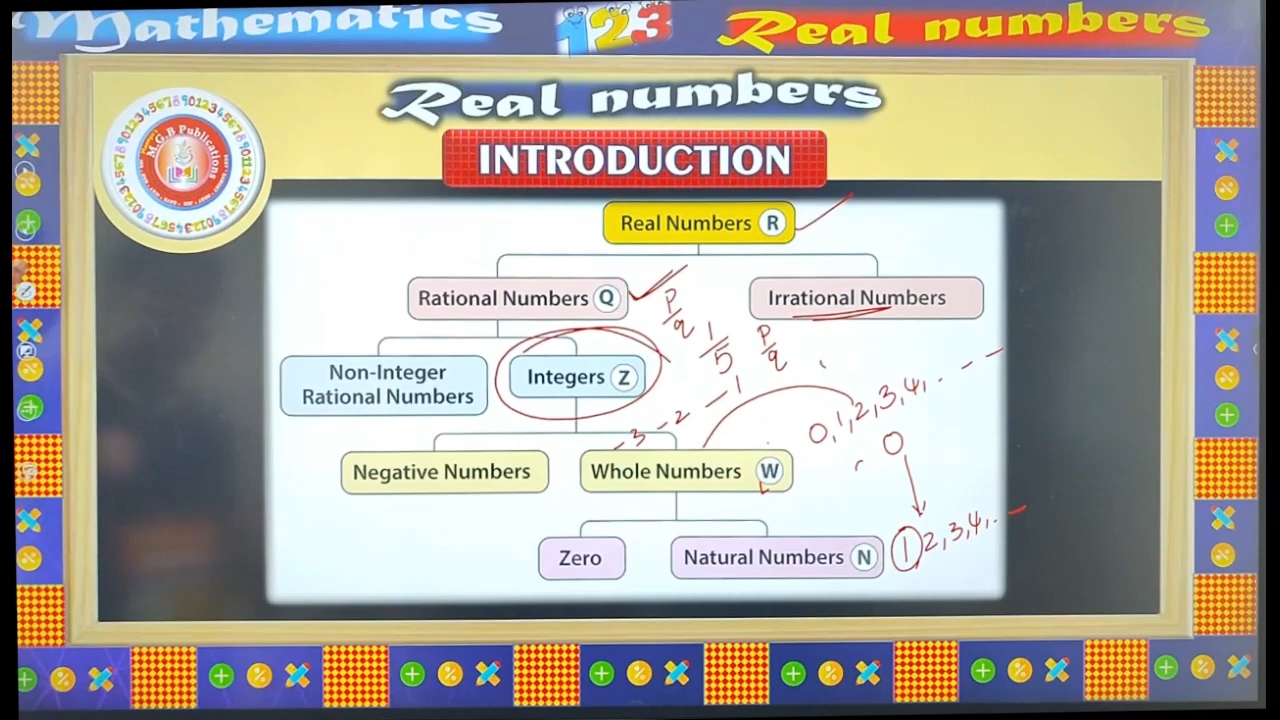 Mathematics 123 Real numbers
Real numbers
M.G.B Publications
INTRODUCTION
Real Numbers R
Rational Numbers Q
Irrational Numbers
p/q
1/5
p/q
Non-Integer
Rational Numbers
Integers Z
-3 -2 -1
0,1,2,3,4,. - -
0
Negative Numbers
Whole Numbers W
Zero
Natural Numbers N
1 2,3,4,. -